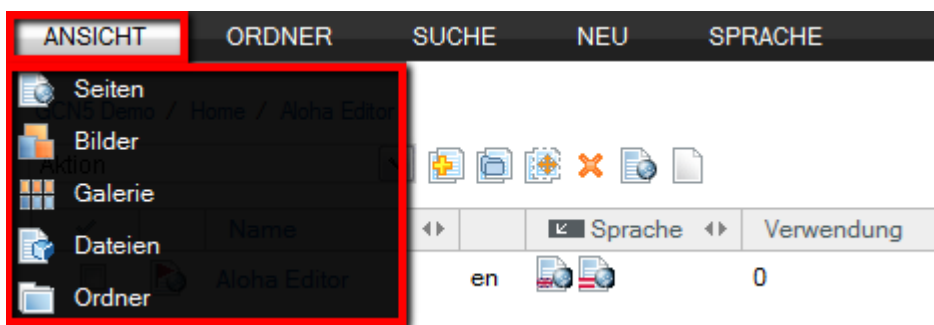 ANSICHT ORDNER SUCHE NEU SPRACHE
Seiten
GCN5 Demo / Home / Aloha Editor
Bilder
Aktion
Galerie
Name Sprache Verwendung
Dateien
Aloha Editor en 0
Ordner